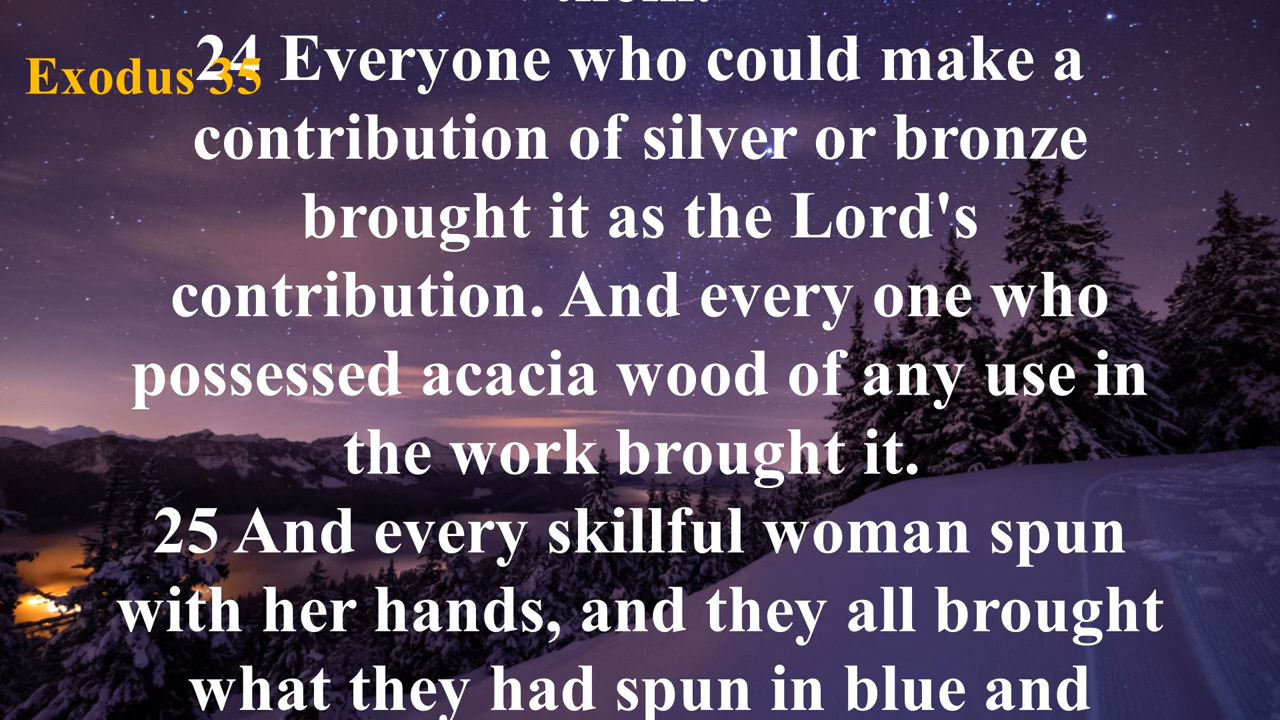 them.
24 Everyone who could make a
Exodus 35
contribution of silver or bronze
brought it as the Lord's
contribution. And every one who
possessed acacia wood of any use in
the work brought it.
25 And every skillful woman spun
with her hands, and they all brought
what they had spun in blue and